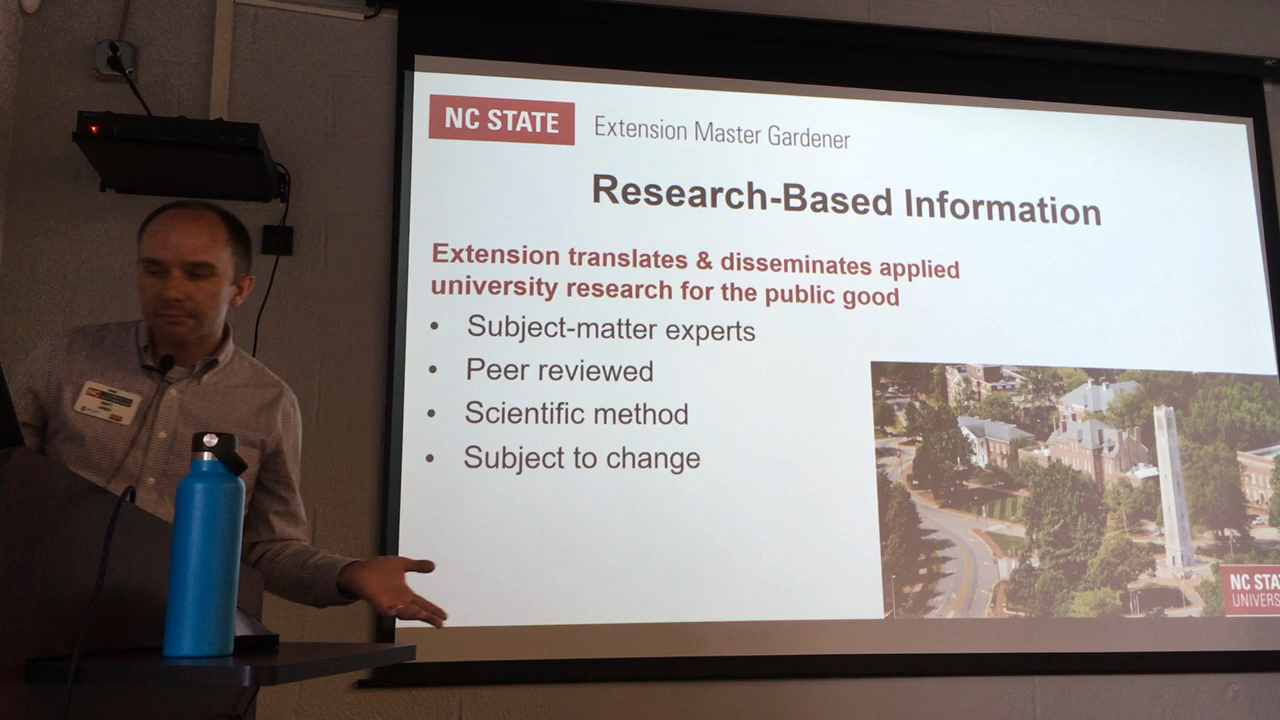 NC STATE Extension Master Gardener
Research-Based Information
Extension translates & disseminates applied
university research for the public good
• Subject-matter experts
• Peer reviewed
• Scientific method
• Subject to change
NC STA
UNIVERS